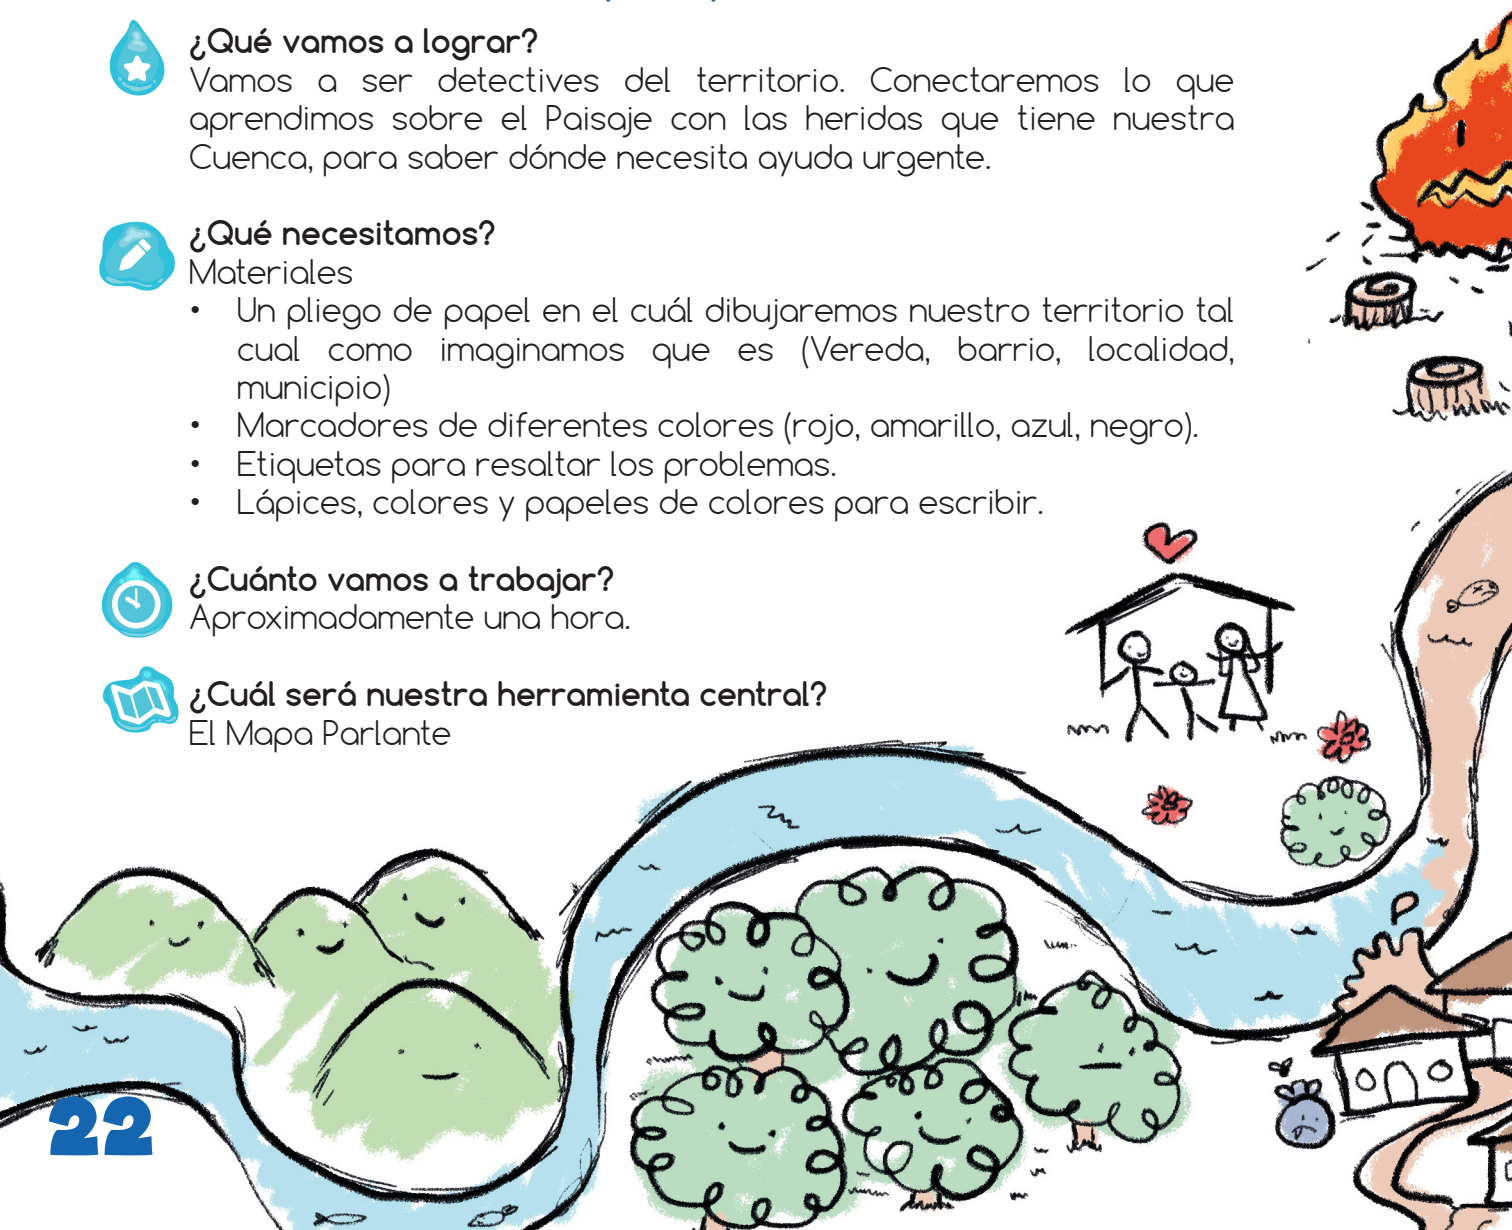 ¿Qué vamos a lograr?
Vamos a ser detectives del territorio. Conectaremos lo que
aprendimos sobre el Paisaje con las heridas que tiene nuestra
Cuenca, para saber dónde necesita ayuda urgente.
¿Qué necesitamos?
Materiales
• Un pliego de papel en el cuál dibujaremos nuestro territorio tal
cual como imaginamos que es (Vereda, barrio, localidad,
municipio)
• Marcadores de diferentes colores (rojo, amarillo, azul, negro).
• Etiquetas para resaltar los problemas.
• Lápices, colores y papeles de colores para escribir.
¿Cuánto vamos a trabajar?
Aproximadamente una hora.
¿Cuál será nuestra herramienta central?
El Mapa Parlante
22